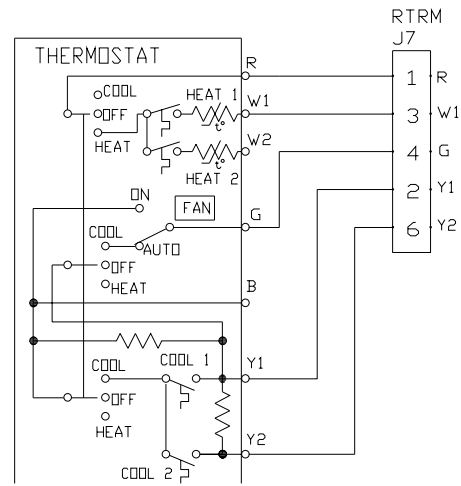 RTRM
J7
THERMOSTAT
R
1 R
COOL
HEAT 1
W1
OFF
3 W1
HEAT
W2
4 G
t°
t°
HEAT 2
ON
2 Y1
FAN
G
COOL
6 Y2
AUTO
OFF
HEAT
B
COOL
COOL 1
Y1
OFF
HEAT
Y2
COOL 2